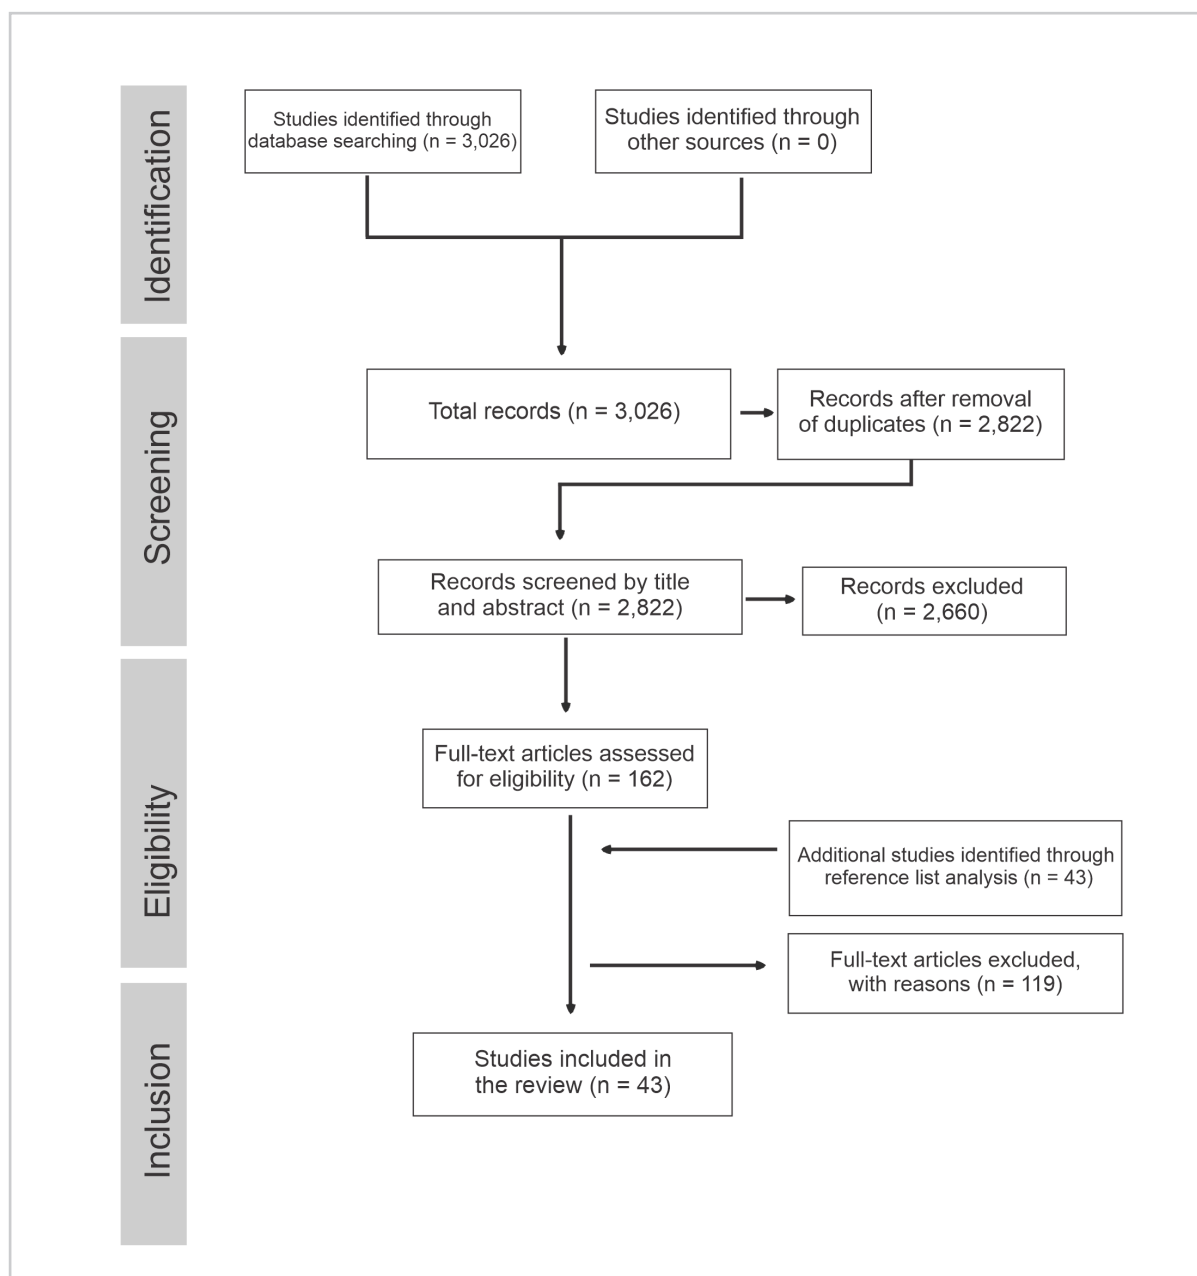 Identification
Studies identified through
database searching (n = 3,026)
Studies identified through
other sources (n = 0)
Screening
Total records (n = 3,026)
Records after removal
of duplicates (n = 2,822)
Records screened by title
and abstract (n = 2,822)
Records excluded
(n = 2,660)
Eligibility
Full-text articles assessed
for eligibility (n = 162)
Additional studies identified through
reference list analysis (n = 43)
Full-text articles excluded,
with reasons (n = 119)
Inclusion
Studies included in
the review (n = 43)